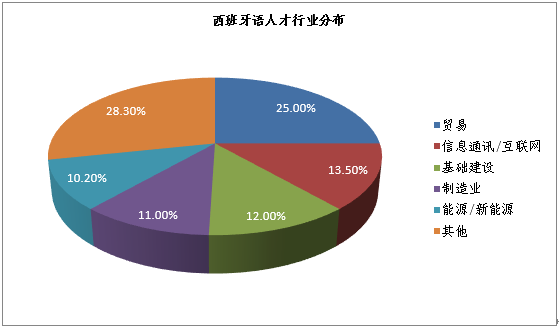 西班牙语人才行业分布
28.30%
25.00%
13.50%
10.20%
11.00%
12.00%
贸易
信息通讯/互联网
基础建设
制造业
能源/新能源
其他